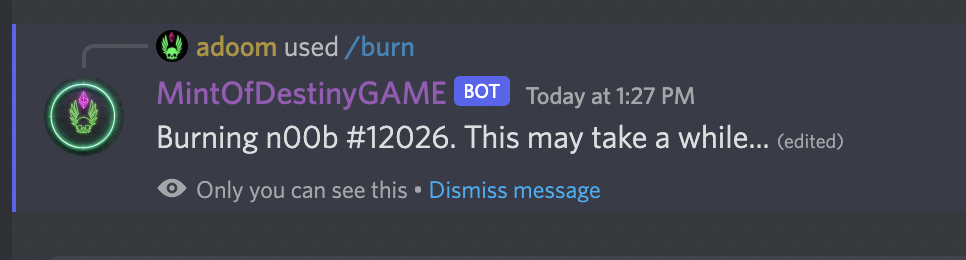 adoom used /burn
MintOfDestinyGAME BOT Today at 1:27 PM
Burning n00b #12026. This may take a while... (edited)
Only you can see this • Dismiss message